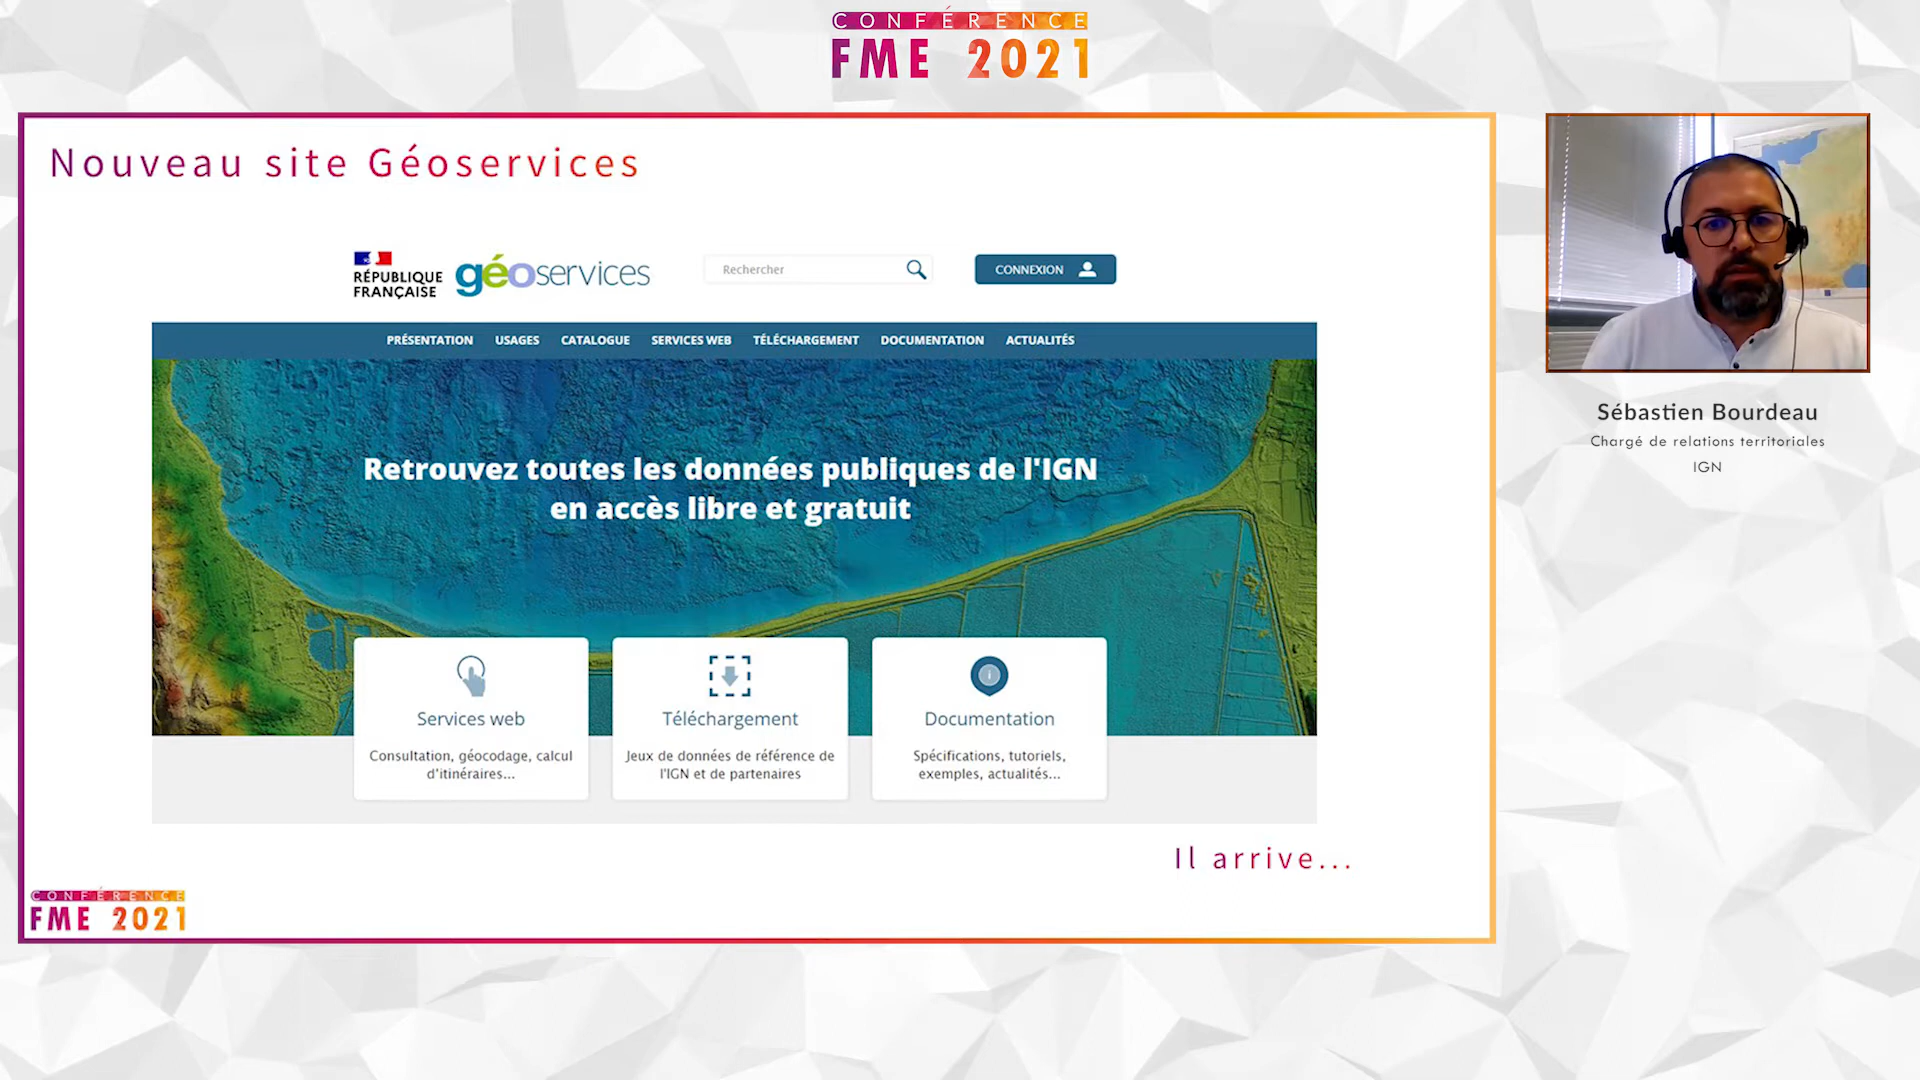 CONFÉRENCE
FME 2021
Nouveau site Géoservices
RÉPUBLIQUE
FRANÇAISE
géoservices
Rechercher
CONNEXION
PRÉSENTATION USAGES CATALOGUE SERVICES WEB TÉLÉCHARGEMENT DOCUMENTATION ACTUALITÉS
Retrouvez toutes les données publiques de l'IGN
en accès libre et gratuit
Services web
Consultation, géocodage, calcul
d'itinéraires...
Téléchargement
Jeux de données de référence de
l'IGN et de partenaires
i
Documentation
Spécifications, tutoriels,
exemples, actualités...
Il arrive...
CONFÉRENCE
FME 2021
Sébastien Bourdeau
Chargé de relations territoriales
IGN